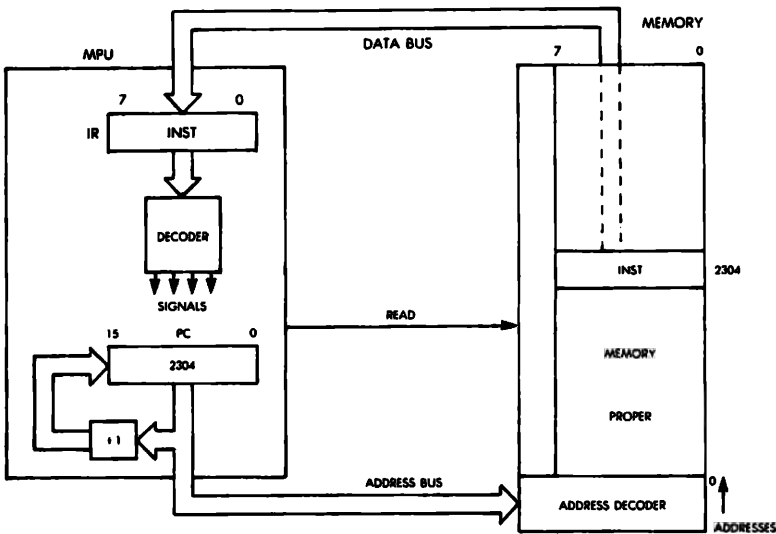 MEMORY
DATA BUS
MPU
7 0
7 0
IR INST
DECODER
SIGNALS
INST 2304
READ
15 PC 0
2304
MEMORY
PROPER
+1
ADDRESS BUS
0
ADDRESS DECODER
ADDRESSES